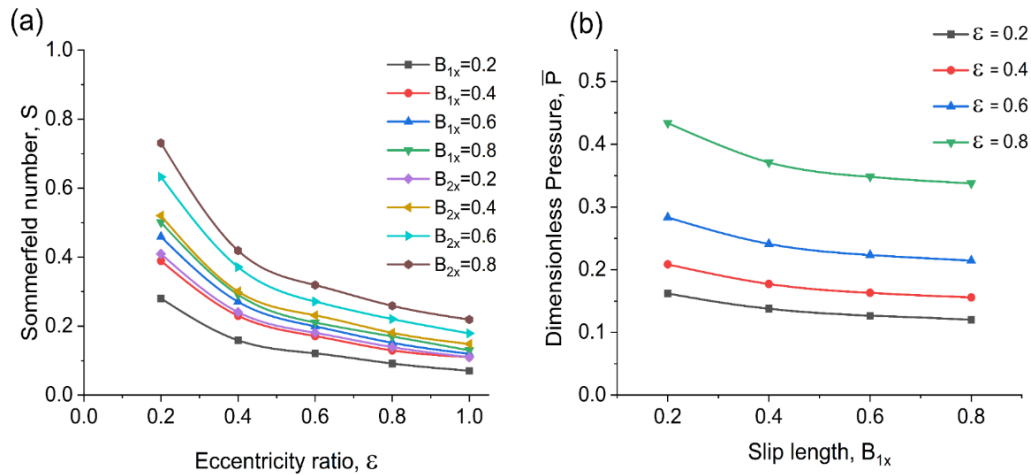 (a)
1.0
0.8
0.6
0.4
0.2
0.0
Sommerfeld number, S
0.0 0.2 0.4 0.6 0.8 1.0
Eccentricity ratio, ε
B1x=0.2
B1x=0.4
B1x=0.6
B1x=0.8
B2x=0.2
B2x=0.4
B2x=0.6
B2x=0.8
(b)
0.5
0.4
0.3
0.2
0.1
0.0
Dimensionless Pressure, P̅
0.2 0.4 0.6 0.8
Slip length, B1x
ε = 0.2
ε = 0.4
ε = 0.6
ε = 0.8